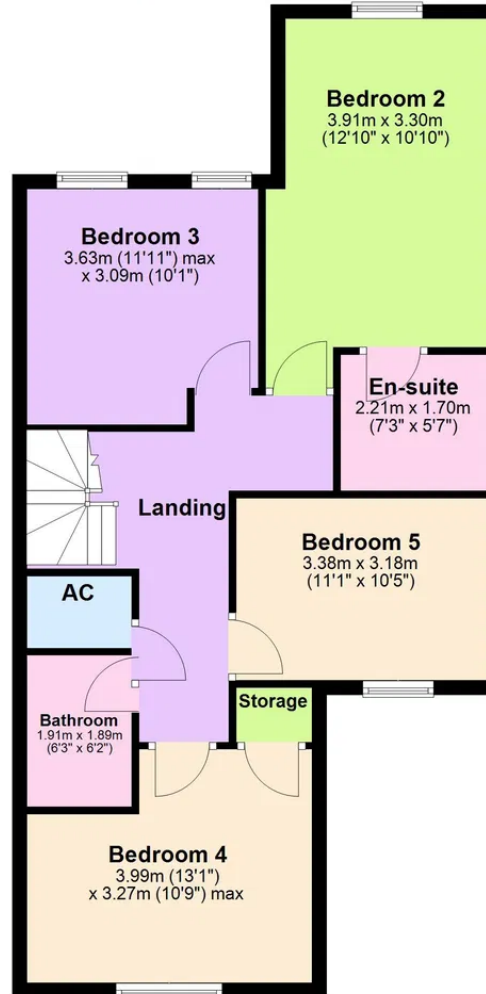 Bedroom 2
3.91m x 3.30m
(12'10" x 10'10")
Bedroom 3
3.63m (11'11") max
x 3.09m (10'1")
En-suite
2.21m x 1.70m
(7'3" x 5'7")
Landing
Bedroom 5
3.38m x 3.18m
(11'1" x 10'5")
AC
Storage
Bathroom
1.91m x 1.89m
(6'3" x 6'2")
Bedroom 4
3.99m (13'1")
x 3.27m (10'9") max